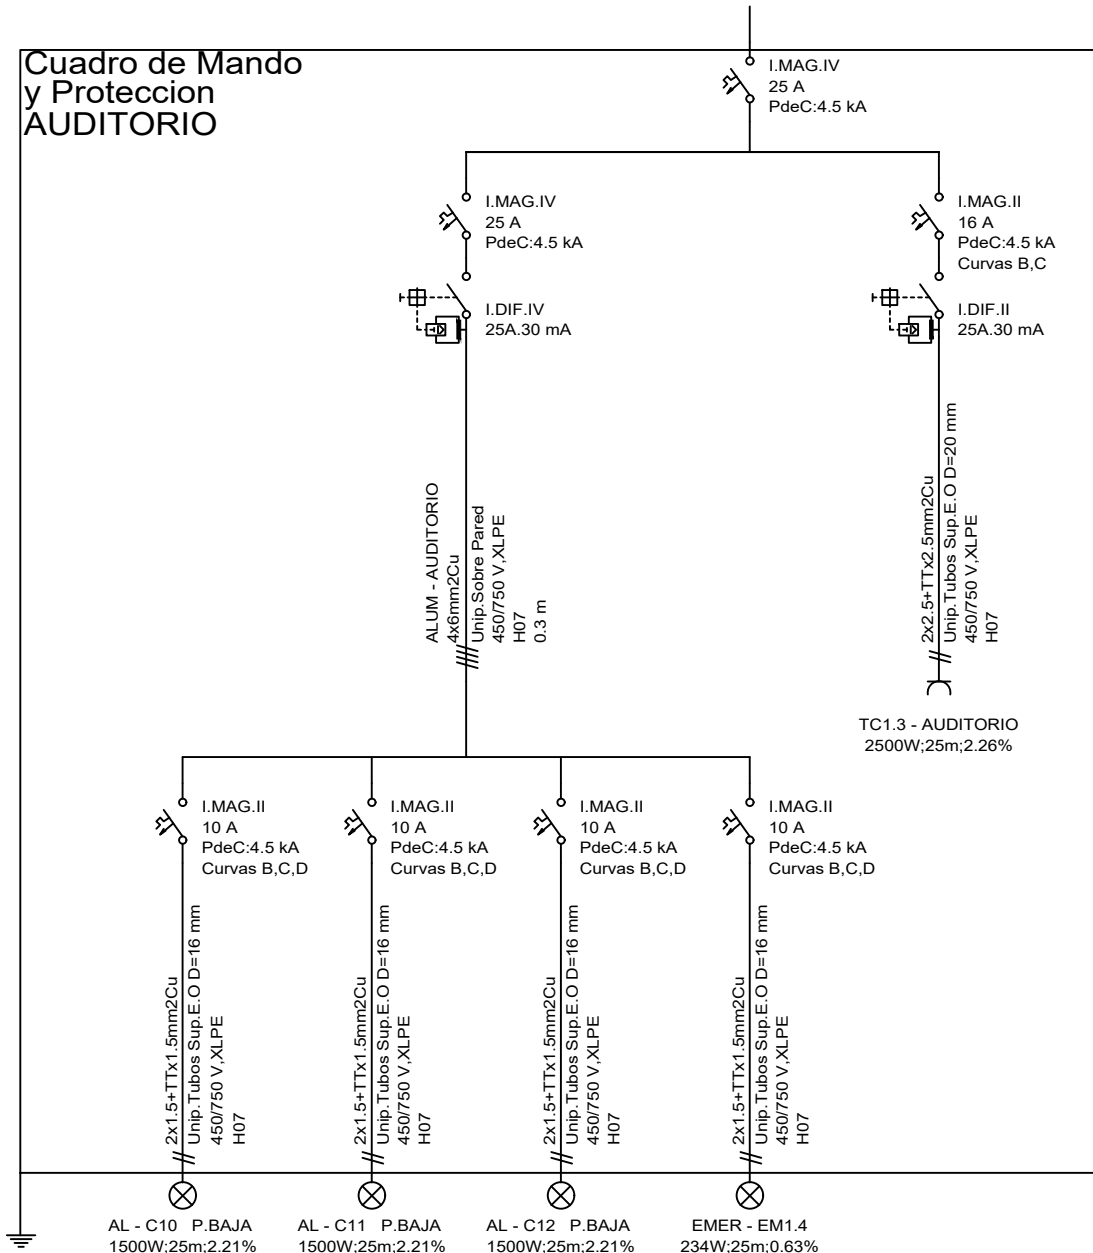 Cuadro de Mando
y Proteccion
AUDITORIO
I.MAG.IV
25 A
PdeC:4.5 kA
I.MAG.IV
25 A
PdeC:4.5 kA
I.MAG.II
16 A
PdeC:4.5 kA
Curvas B,C
I.DIF.IV
25A.30 mA
I.DIF.II
25A.30 mA
ALUM - AUDITORIO
4x6mm2Cu
Unip.Sobre Pared
450/750 V,XLPE
H07
0.3 m
2x2.5+TTx2.5mm2Cu
Unip.Tubos Sup.E.O D=20 mm
450/750 V,XLPE
H07
TC1.3 - AUDITORIO
2500W;25m;2.26%
I.MAG.II
10 A
PdeC:4.5 kA
Curvas B,C,D
I.MAG.II
10 A
PdeC:4.5 kA
Curvas B,C,D
I.MAG.II
10 A
PdeC:4.5 kA
Curvas B,C,D
I.MAG.II
10 A
PdeC:4.5 kA
Curvas B,C,D
2x1.5+TTx1.5mm2Cu
Unip.Tubos Sup.E.O D=16 mm
450/750 V,XLPE
H07
2x1.5+TTx1.5mm2Cu
Unip.Tubos Sup.E.O D=16 mm
450/750 V,XLPE
H07
2x1.5+TTx1.5mm2Cu
Unip.Tubos Sup.E.O D=16 mm
450/750 V,XLPE
H07
2x1.5+TTx1.5mm2Cu
Unip.Tubos Sup.E.O D=16 mm
450/750 V,XLPE
H07
AL - C10 P.BAJA
1500W;25m;2.21%
AL - C11 P.BAJA
1500W;25m;2.21%
AL - C12 P.BAJA
1500W;25m;2.21%
EMER - EM1.4
234W;25m;0.63%